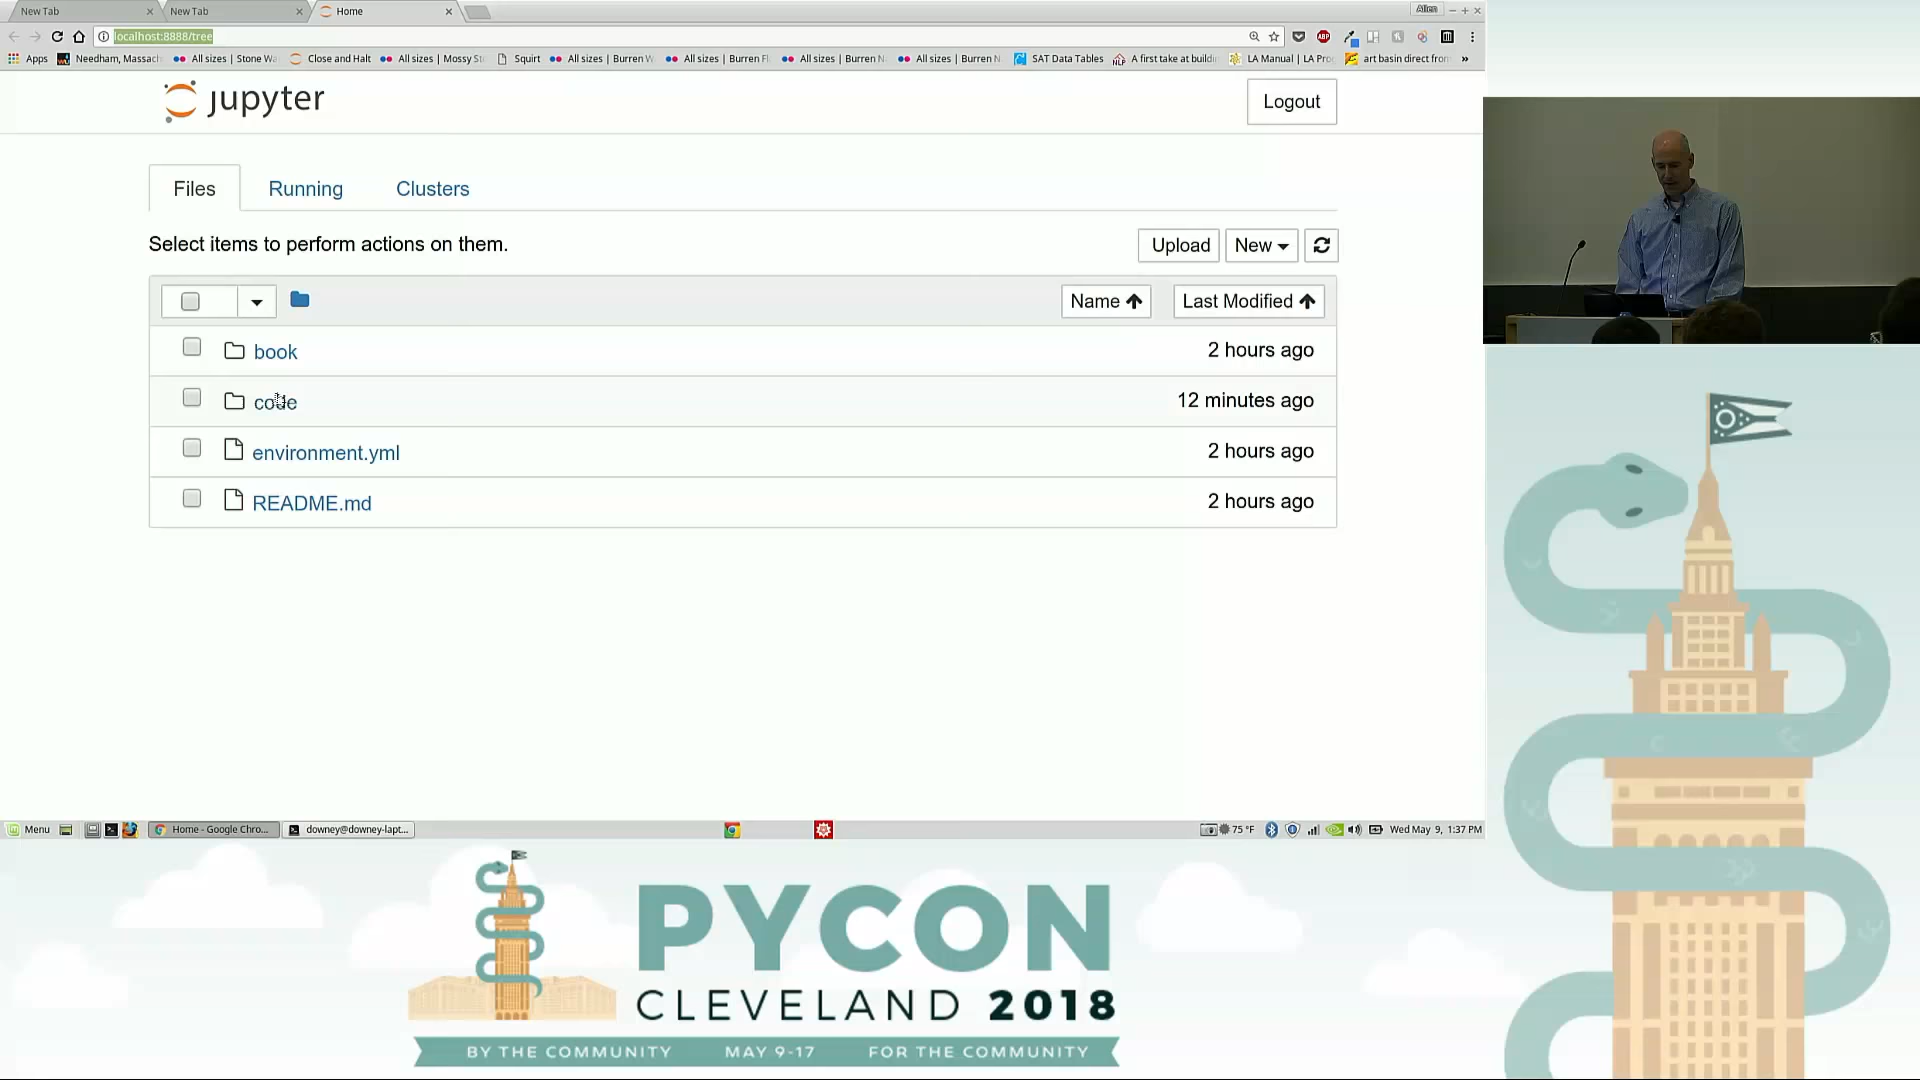 New Tab
New Tab
Home
Allen
localhost:8888/tree
Apps
Needham, Massach
All sizes | Stone Wa
Close and Halt
All sizes | Mossy St
Squirt
All sizes | Burren W
All sizes | Burren Fl
All sizes | Burren N
All sizes | Burren N
SAT Data Tables
A first take at buildi
LA Manual | LA Pro
art basin direct from
jupyter
Logout
Files
Running
Clusters
Select items to perform actions on them.
Upload
New
Name
Last Modified
book
2 hours ago
code
12 minutes ago
environment.yml
2 hours ago
README.md
2 hours ago
Menu
Home - Google Chro...
downey@downey-lapt...
75 °F
Wed May 9, 1:37 PM
PYCON
CLEVELAND 2018
BY THE COMMUNITY MAY 9-17 FOR THE COMMUNITY